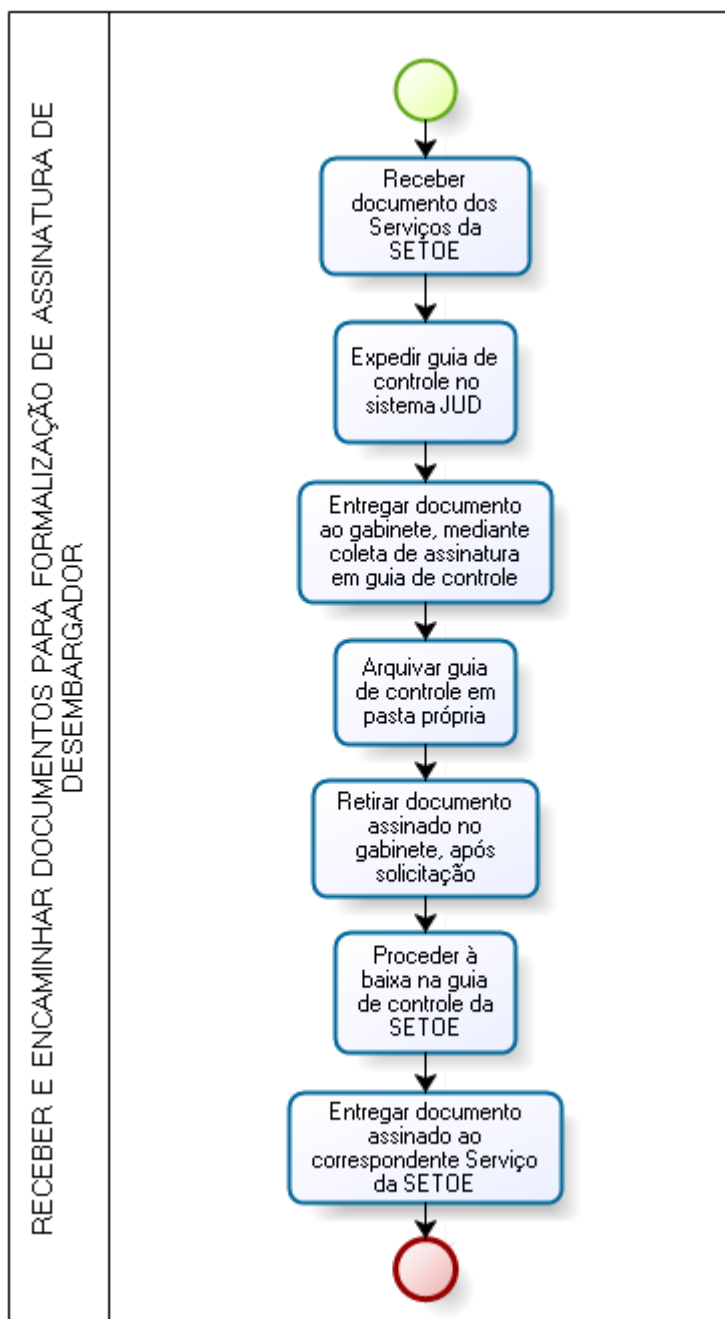 RECEBER E ENCAMINHAR DOCUMENTOS PARA FORMALIZAÇÃO DE ASSINATURA DE
DESEMBARGADOR
Receber
documento dos
Serviços da
SETOE
Expedir guia de
controle no
sistema JUD
Entregar documento
ao gabinete, mediante
coleta de assinatura
em guia de controle
Arquivar guia
de controle em
pasta própria
Retirar documento
assinado no
gabinete, após
solicitação
Proceder à
baixa na guia
de controle da
SETOE
Entregar documento
assinado ao
correspondente Serviço
da SETOE